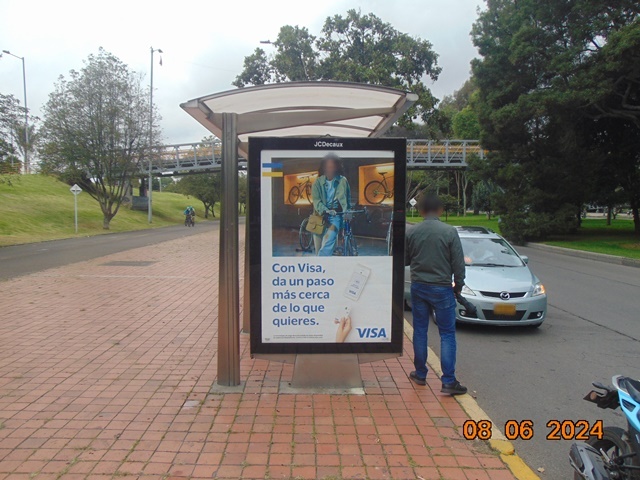 JCDecaux
Con Visa,
da un paso
más cerca
de lo que
quieres.
VISA
08 06 2024